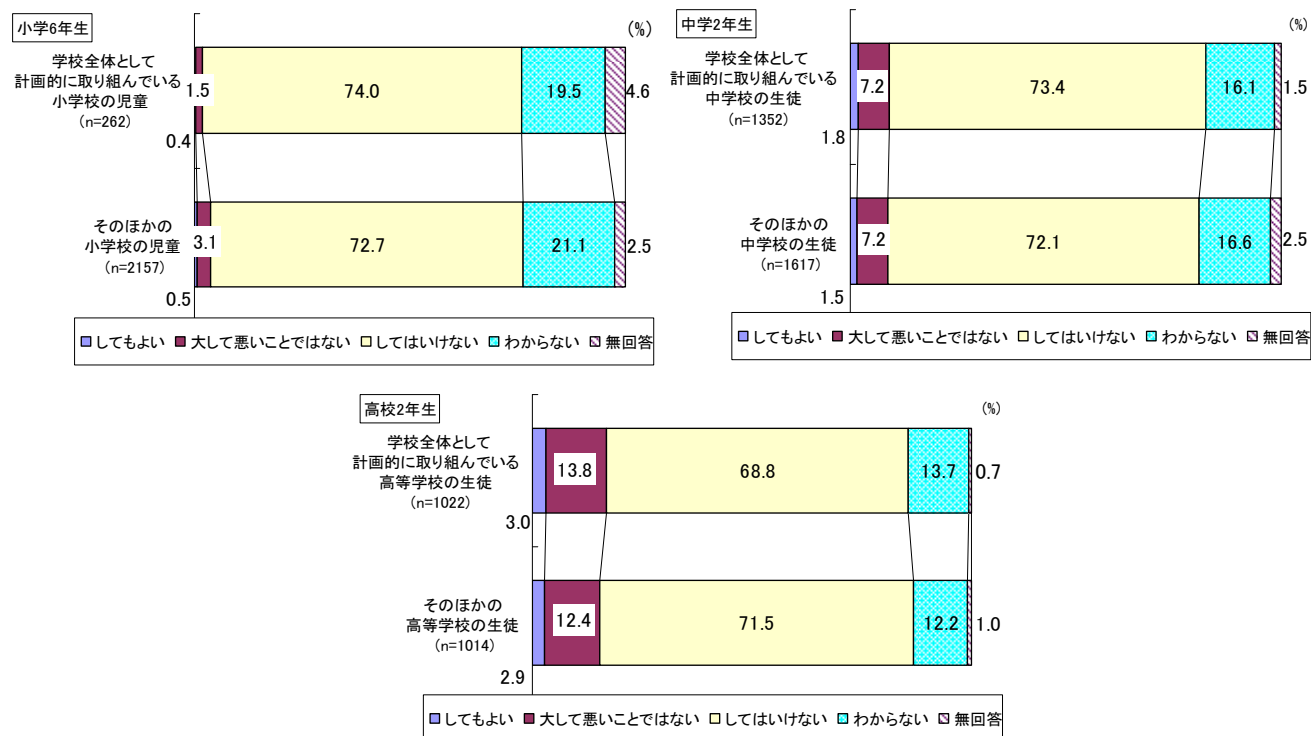 小学6年生
(%)
学校全体として
計画的に取り組んでいる
小学校の児童
(n=262)
1.5
74.0
19.5
4.6
0.4
そのほかの
小学校の児童
(n=2157)
3.1
72.7
21.1
2.5
0.5
してもよい 大して悪いことではない してはいけない わからない 無回答
中学2年生
(%)
学校全体として
計画的に取り組んでいる
中学校の生徒
(n=1352)
7.2
73.4
16.1
1.5
1.8
そのほかの
中学校の生徒
(n=1617)
7.2
72.1
16.6
2.5
1.5
してもよい 大して悪いことではない してはいけない わからない 無回答
高校2年生
(%)
学校全体として
計画的に取り組んでいる
高等学校の生徒
(n=1022)
13.8
68.8
13.7
0.7
3.0
そのほかの
高等学校の生徒
(n=1014)
12.4
71.5
12.2
1.0
2.9
してもよい 大して悪いことではない してはいけない わからない 無回答